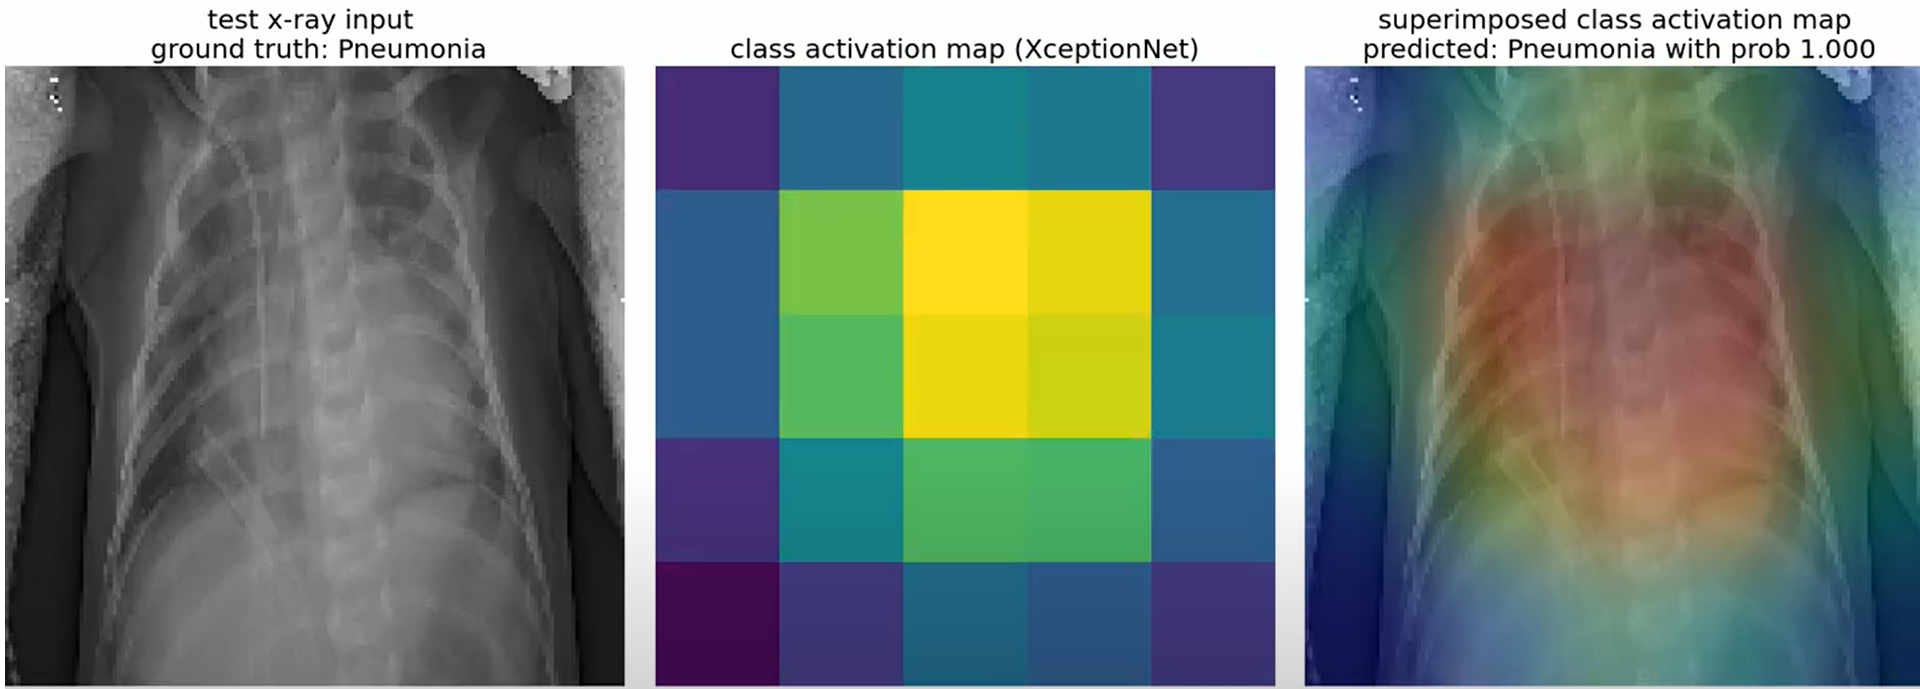 test x-ray input
ground truth: Pneumonia
class activation map (XceptionNet)
superimposed class activation map
predicted: Pneumonia with prob 1.000